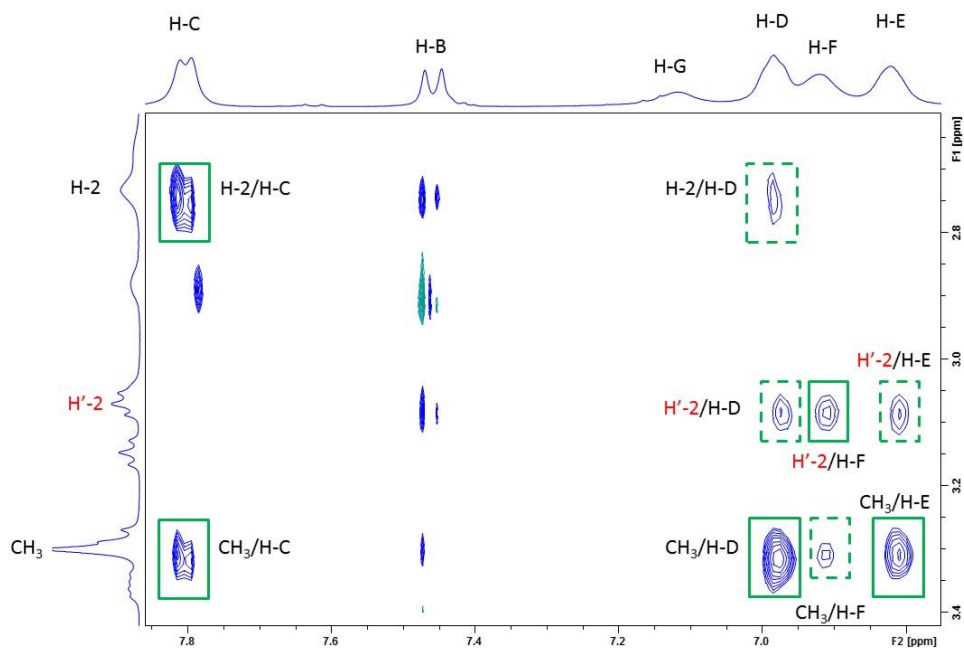 H-C
H-B
H-G
H-D
H-F
H-E
H-2
H-2/H-C
H-2/H-D
F1 [ppm]
2.8
3.0
H'-2/H-E
H'-2
H'-2/H-D
H'-2/H-F
3.2
CH₃/H-E
CH₃
CH₃/H-C
CH₃/H-D
CH₃/H-F
3.4
7.8
7.6
7.4
7.2
7.0
F2 [ppm]